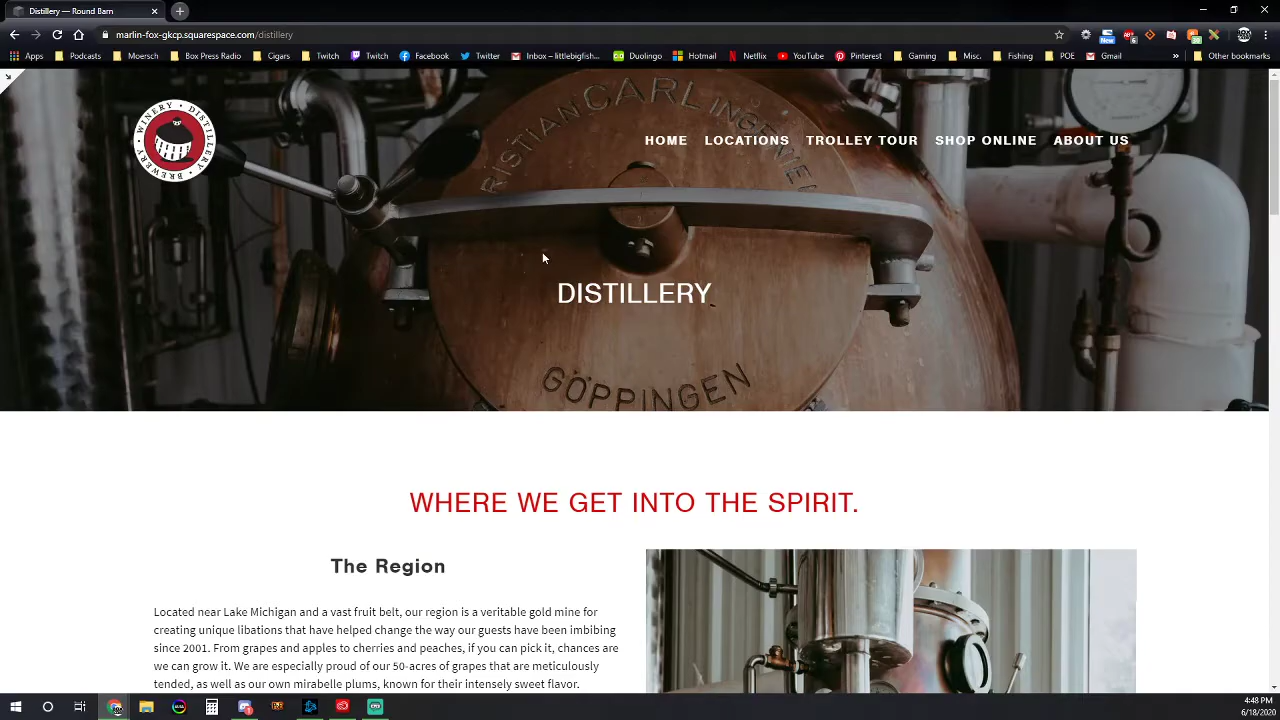 Distillery — Round Barn
marlin-fox-gkcp.squarespace.com/distillery
Apps Podcasts Moersch Box Press Radio Cigars Twitch Twitch Facebook Twitter Inbox – littlebigfish... Duolingo Hotmail Netflix YouTube Pinterest Gaming Misc. Fishing POE Gmail » Other bookmarks
WINERY • DISTILLERY • BREWERY •
HOME LOCATIONS TROLLEY TOUR SHOP ONLINE ABOUT US
RISTIAN CARL INGENIEU
DISTILLERY
GÖPPINGEN
WHERE WE GET INTO THE SPIRIT.
The Region
Located near Lake Michigan and a vast fruit belt, our region is a veritable gold mine for
creating unique libations that have helped change the way our guests have been imbibing
since 2001. From grapes and apples to cherries and peaches, if you can pick it, chances are
we can grow it. We are especially proud of our 50-acres of grapes that are meticulously
tended, as well as our own mirabelle plums, known for their intensely sweet flavor.
4:48 PM
6/18/2020